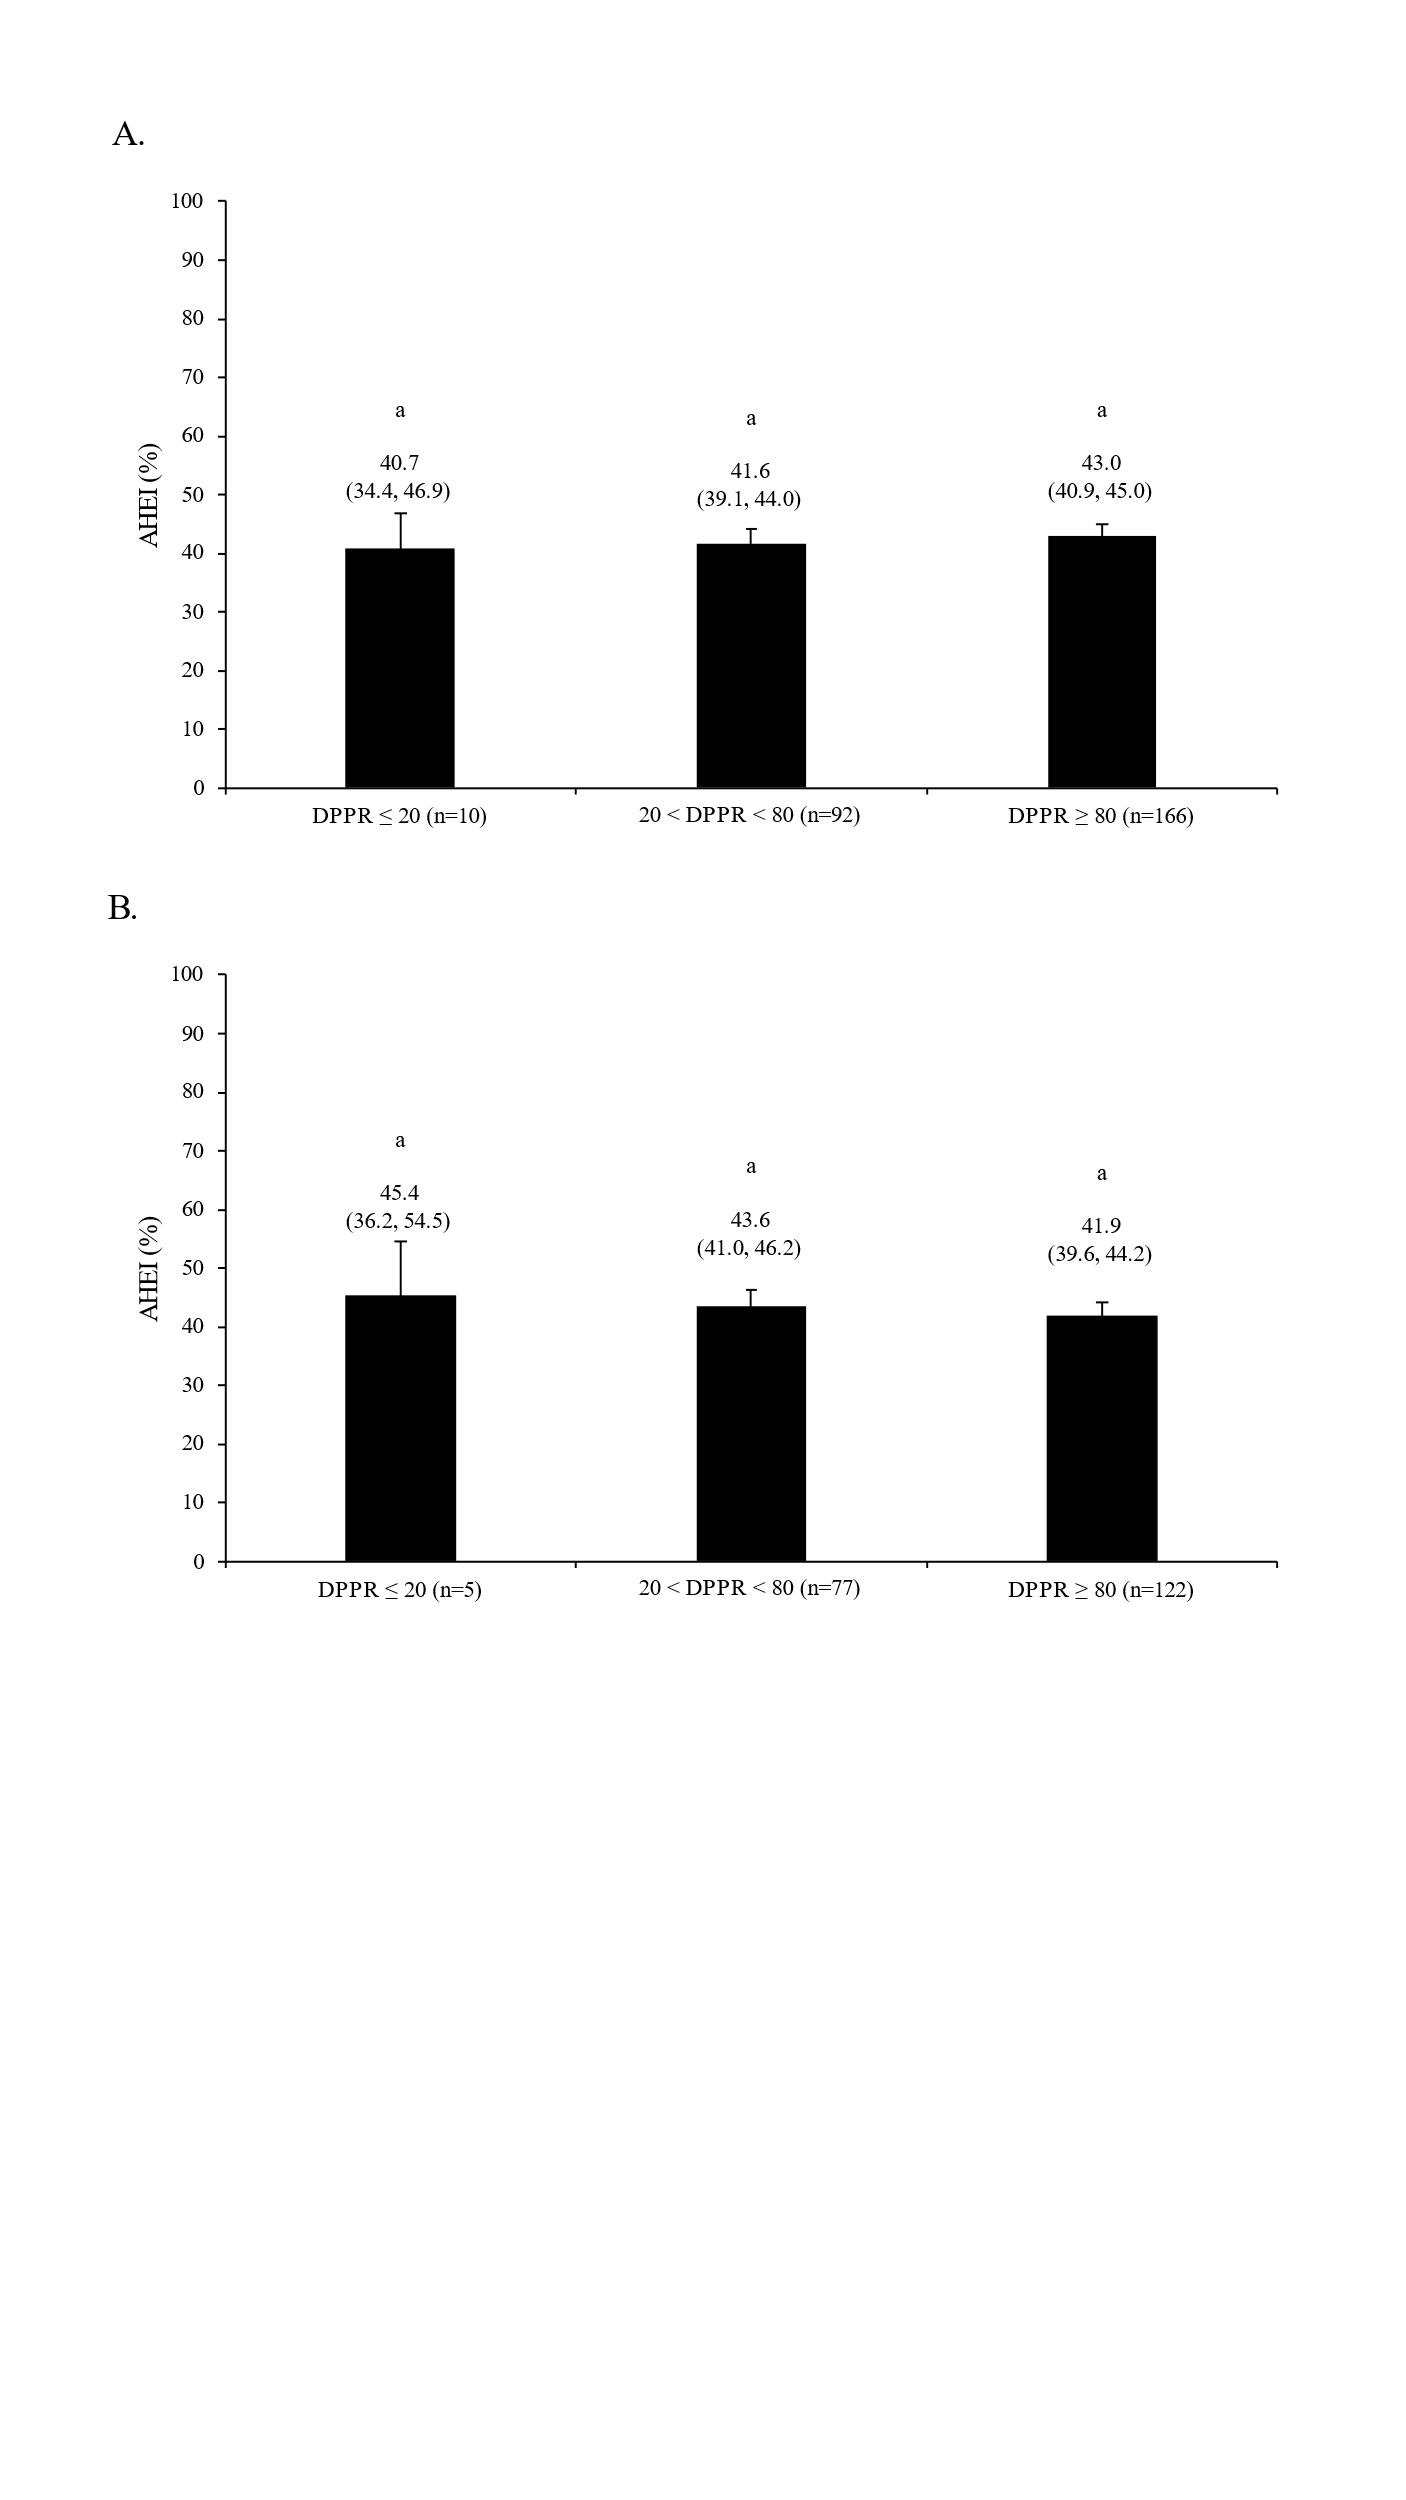 A.
100
90
80
70
60
50
40
30
20
10
0
AHEI (%)
a
40.7
(34.4, 46.9)
a
41.6
(39.1, 44.0)
a
43.0
(40.9, 45.0)
DPPR ≤ 20 (n=10)
20 < DPPR < 80 (n=92)
DPPR ≥ 80 (n=166)
B.
100
90
80
70
60
50
40
30
20
10
0
AHEI (%)
a
45.4
(36.2, 54.5)
a
43.6
(41.0, 46.2)
a
41.9
(39.6, 44.2)
DPPR ≤ 20 (n=5)
20 < DPPR < 80 (n=77)
DPPR ≥ 80 (n=122)